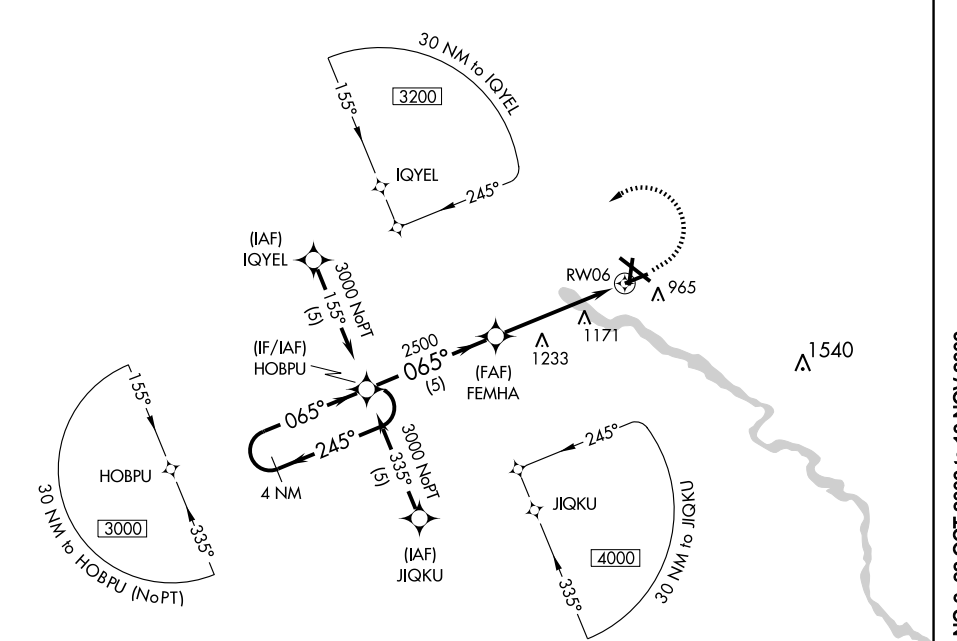 30 NM to IQYEL
155°
3200
IQYEL
245°
(IAF)
IQYEL
3000 NoPT
155°
(5)
RW06
965
1171
1233
1540
(IF/IAF)
HOBPU
2500
065°
(5)
(FAF)
FEMHA
065°
245°
4 NM
3000 NoPT
335°
(5)
(IAF)
JIQKU
155°
HOBPU
3000
335°
30 NM to HOBPU (NoPT)
245°
JIQKU
4000
335°
30 NM to JIQKU